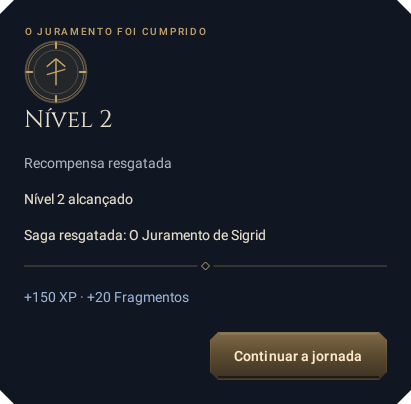 O JURAMENTO FOI CUMPRIDO
Nível 2
Recompensa resgatada
Nível 2 alcançado
Saga resgatada: O Juramento de Sigrid
+150 XP · +20 Fragmentos
Continuar a jornada